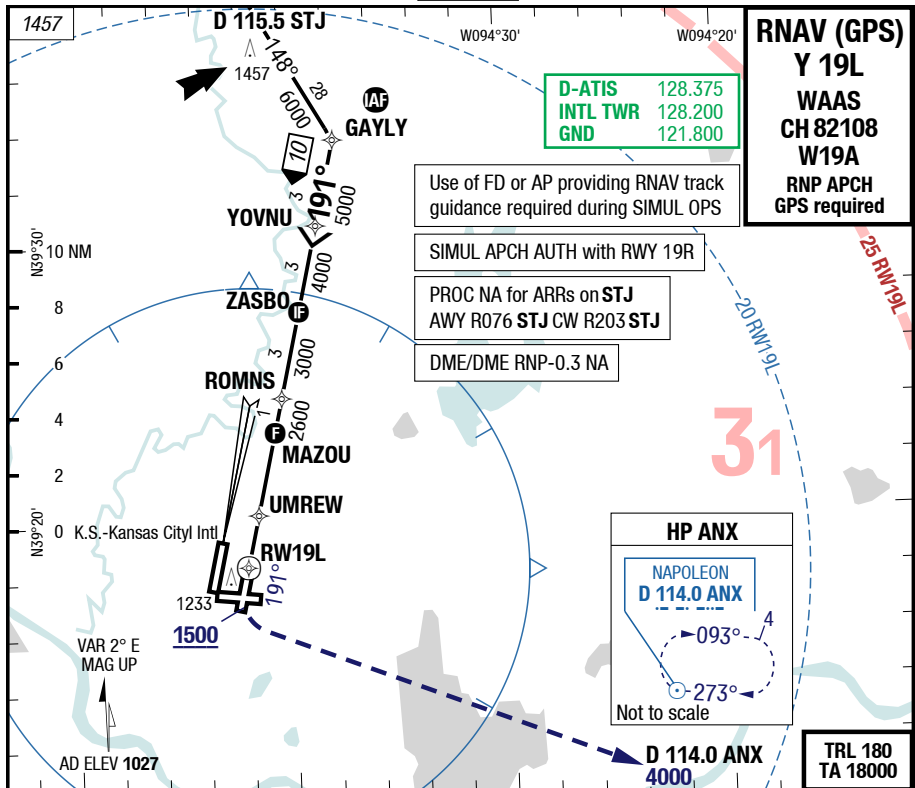 1457
D 115.5 STJ
W094°30'
W094°20'
RNAV (GPS)
Y 19L
WAAS
CH 82108
W19A
RNP APCH
GPS required
1457
148°
28
6000
IAF
GAYLY
D-ATIS 128.375
INTL TWR 128.200
GND 121.800
10
Use of FD or AP providing RNAV track
guidance required during SIMUL OPS
3
191°
5000
YOVNU
N39°30'
10 NM
SIMUL APCH AUTH with RWY 19R
25 RW19L
3
4000
PROC NA for ARRs on STJ
AWY R076 STJ CW R203 STJ
ZASBO
IF
8
20 RW19L
3
3000
DME/DME RNP-0.3 NA
6
ROMNS
4
1
2600
F
MAZOU
31
2
UMREW
N39°20'
0
K.S.-Kansas Cityl Intl
HP ANX
RW19L
NAPOLEON
D 114.0 ANX
191°
1233
1500
093°
4
273°
Not to scale
VAR 2° E
MAG UP
AD ELEV 1027
D 114.0 ANX
4000
TRL 180
TA 18000